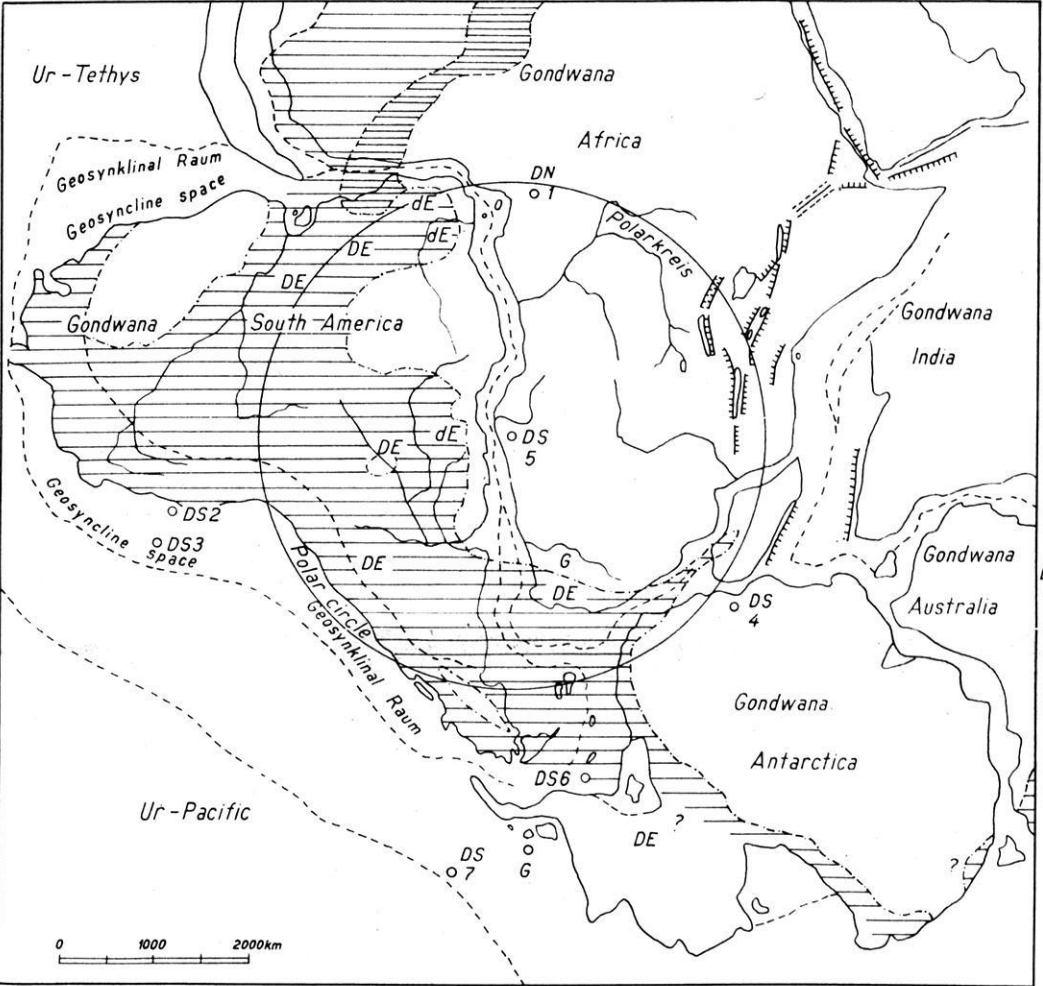 Ur-Tethys
Gondwana
Africa
Geosynklinal Raum
Geosyncline space
DN
1
dE
dE
DE
DE
Polarkreis
Gondwana
South America
Gondwana
India
DE
dE
DS
5
DS2
DS3
Geosyncline
space
DE
G
DE
Polar circle
Geosynklinal Raum
DS
4
Gondwana
Australia
Gondwana
Antarctica
DS6
?
DE
Ur-Pacific
DS
7
G
?
0 1000 2000km